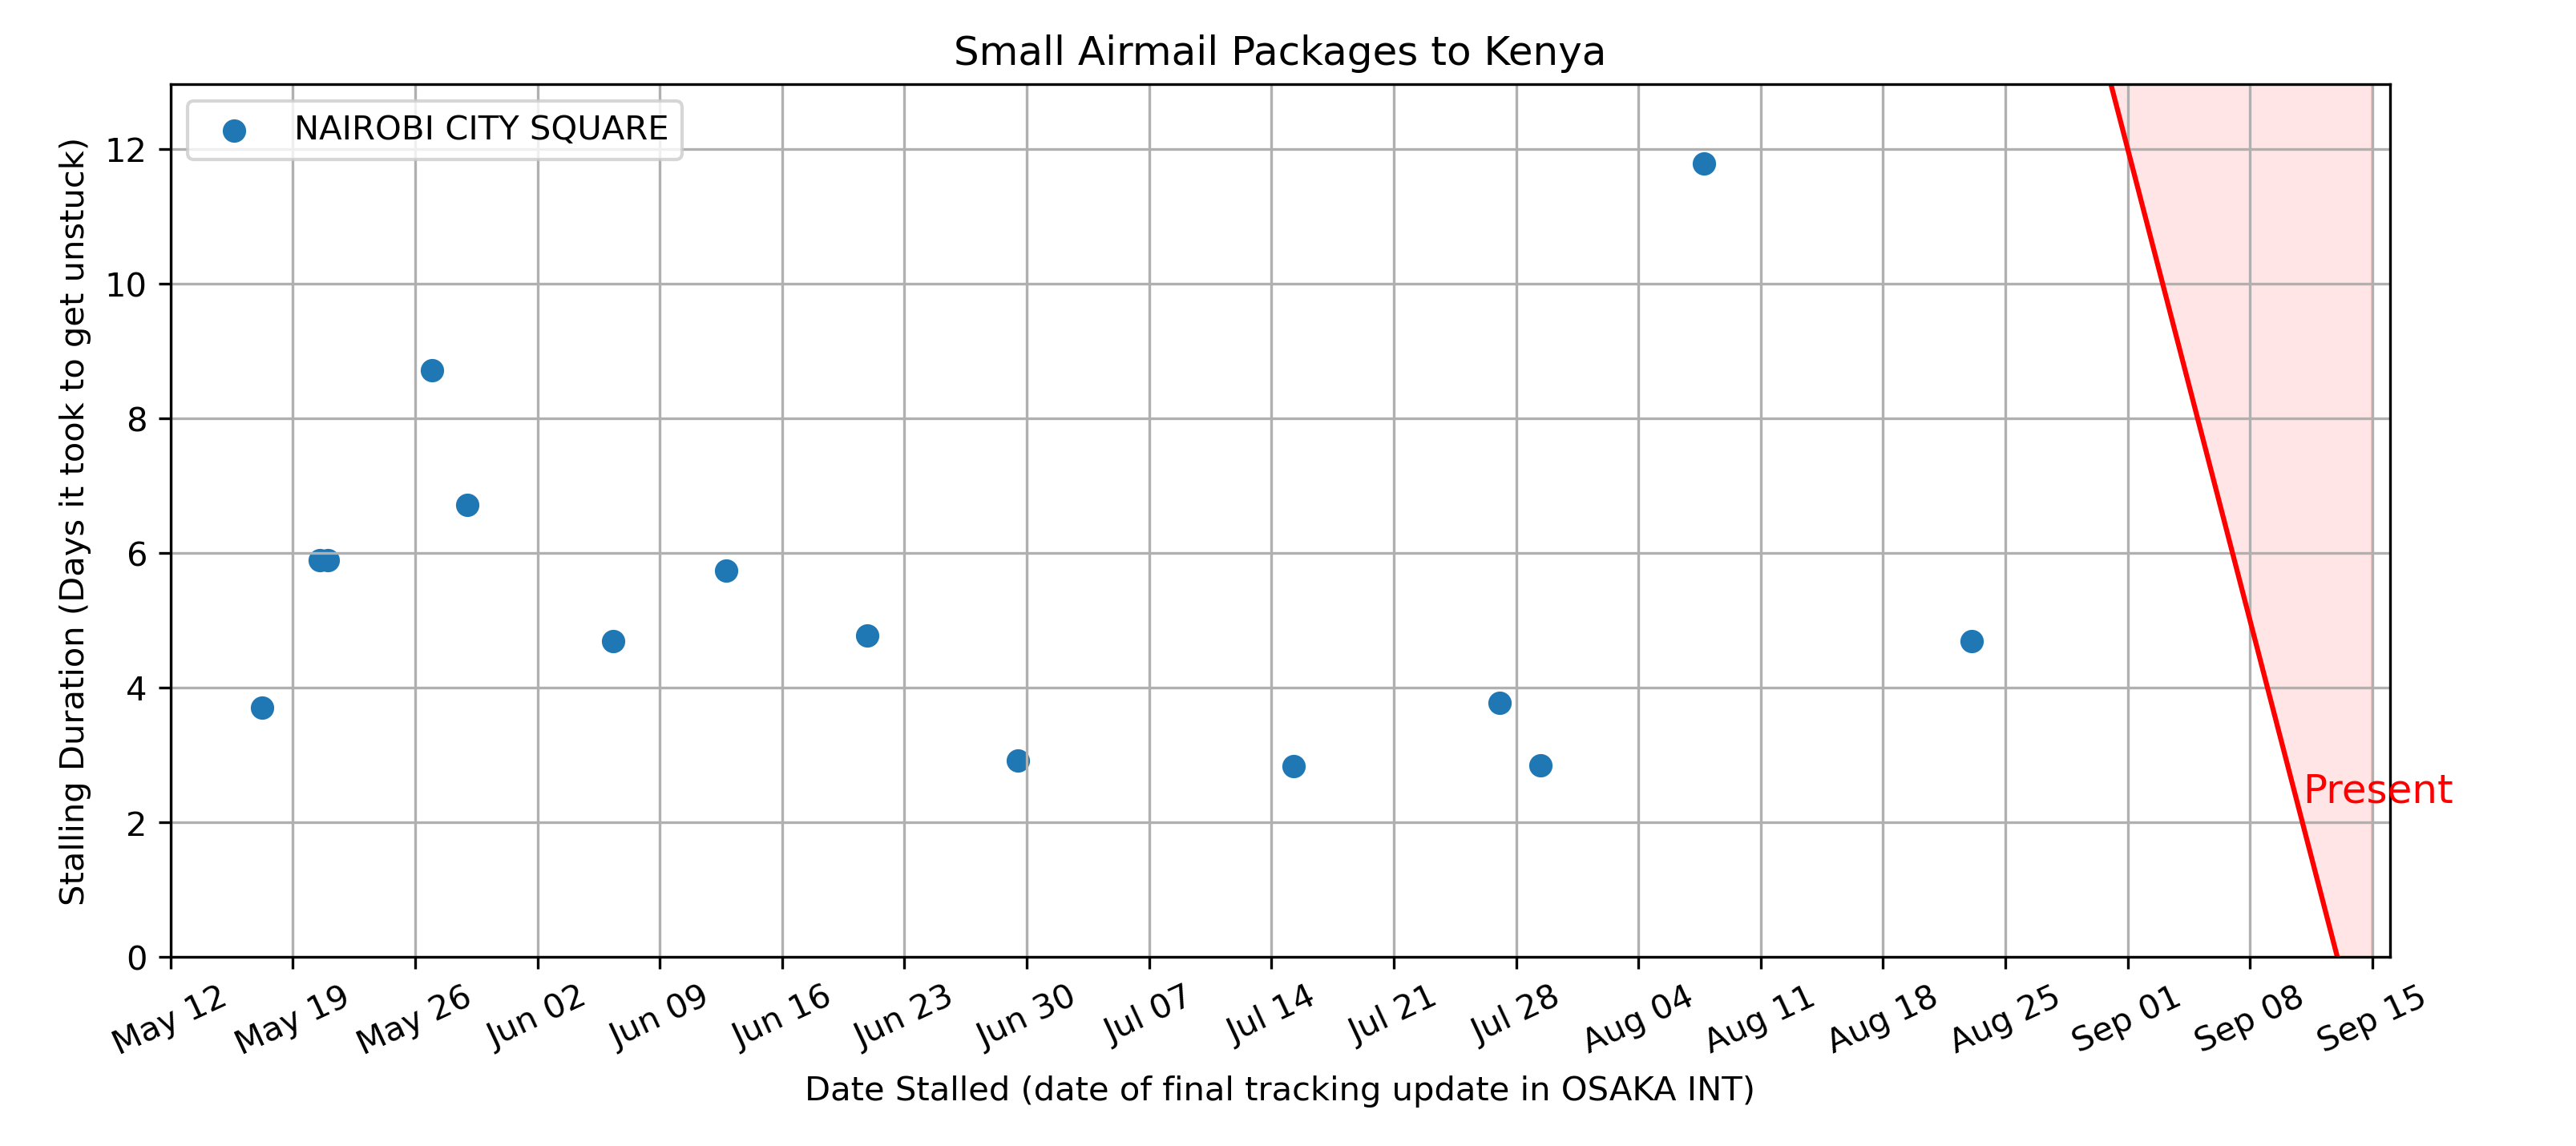 Small Airmail Packages to Kenya
NAIROBI CITY SQUARE
Stalling Duration (Days it took to get unstuck)
12
10
8
6
4
2
0
Present
May 12
May 19
May 26
Jun 02
Jun 09
Jun 16
Jun 23
Jun 30
Jul 07
Jul 14
Jul 21
Jul 28
Aug 04
Aug 11
Aug 18
Aug 25
Sep 01
Sep 08
Sep 15
Date Stalled (date of final tracking update in OSAKA INT)